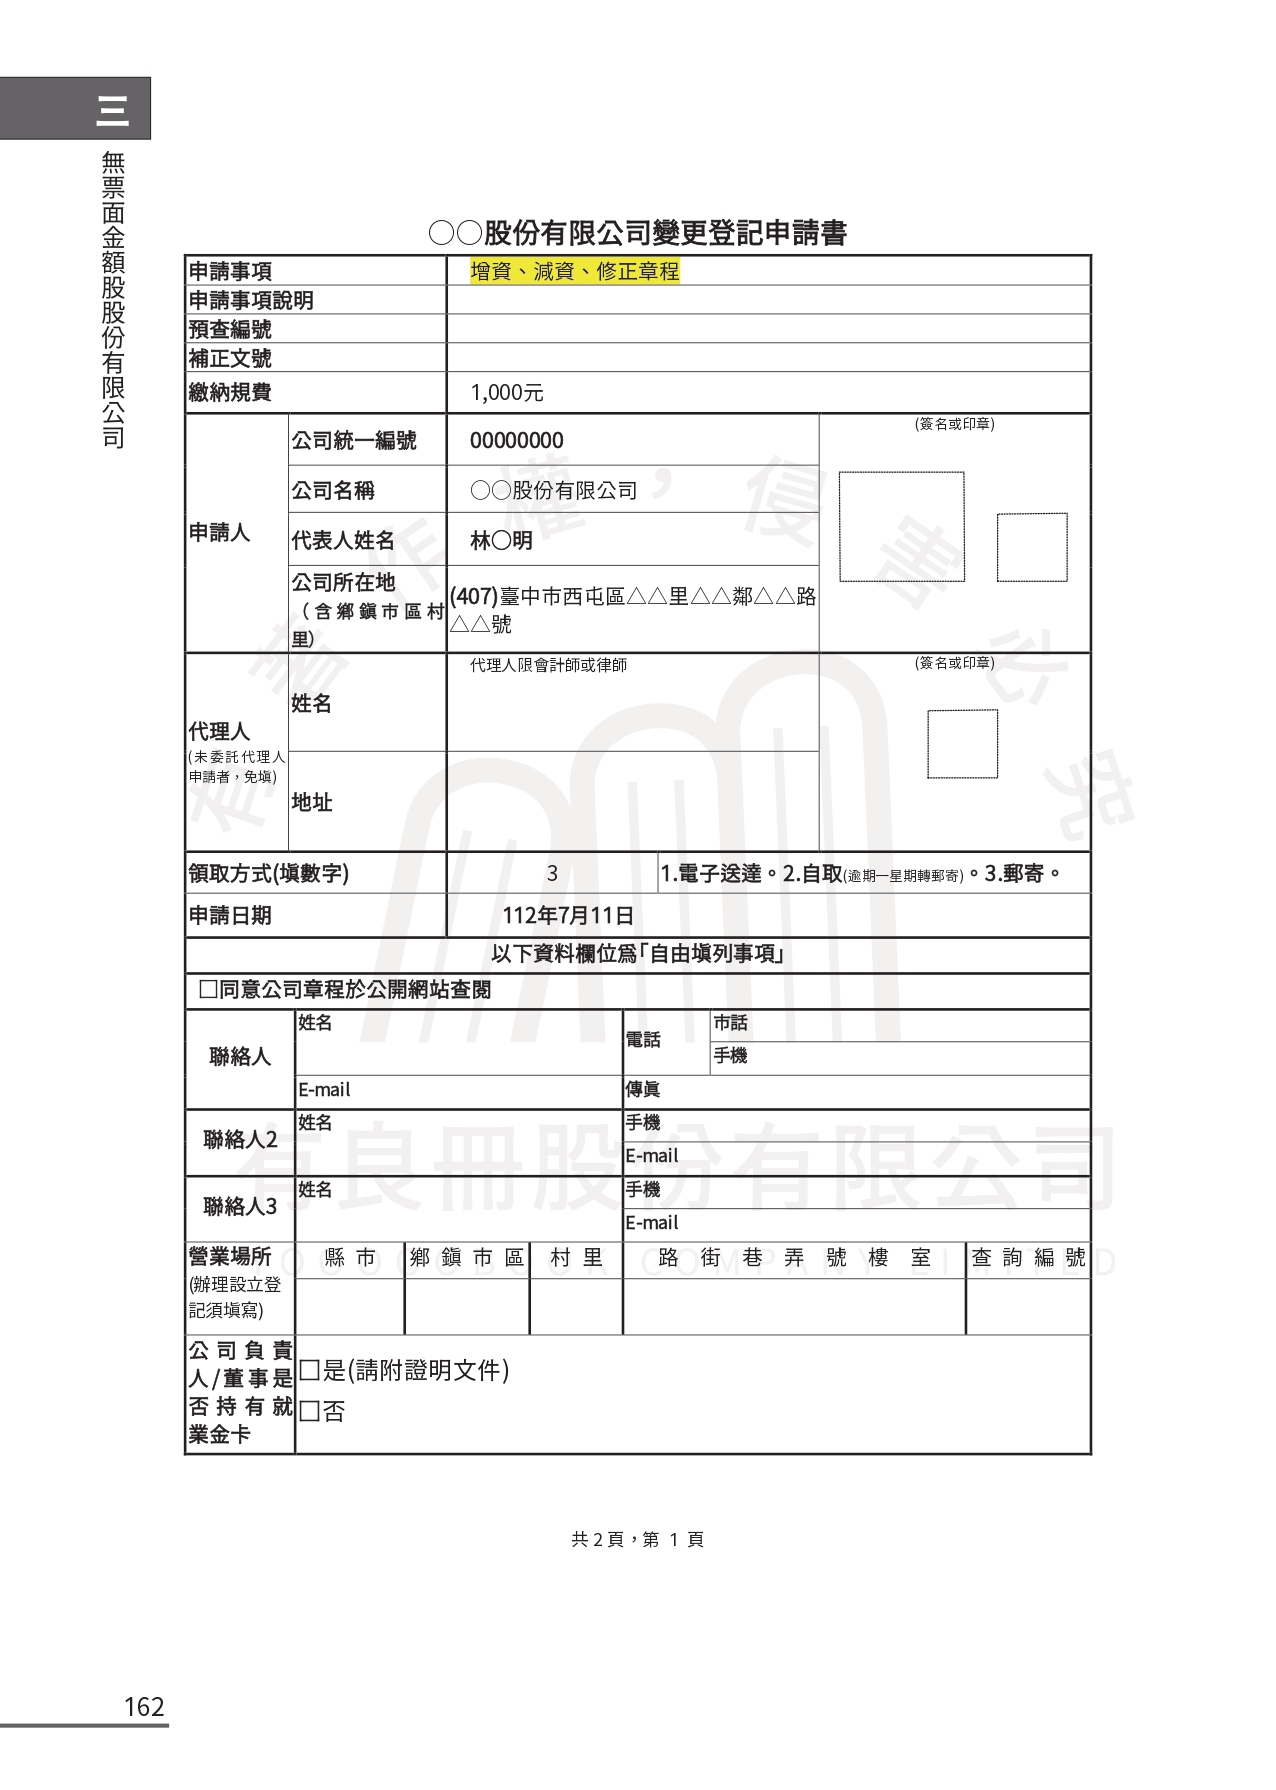 三
無票面金額股股份有限公司
○○股份有限公司變更登記申請書
申請事項 增資、減資、修正章程
申請事項說明
預查編號
補正文號
繳納規費 1,000元
申請人
公司統一編號 00000000
(簽名或印章)
公司名稱 ○○股份有限公司
代表人姓名 林○明
公司所在地
（含鄉鎮市區村
里）
(407)臺中市西屯區△△里△△鄰△△路
△△號
代理人
(未委託代理人
申請者，免填)
姓名
代理人限會計師或律師
(簽名或印章)
地址
領取方式(填數字) 3 1.電子送達。2.自取(逾期一星期轉郵寄)。3.郵寄。
申請日期 112年7月11日
以下資料欄位為「自由填列事項」
□同意公司章程於公開網站查閱
聯絡人
姓名
電話
市話
手機
E-mail
傳真
聯絡人2
姓名
手機
E-mail
聯絡人3
姓名
手機
E-mail
營業場所
(辦理設立登
記須填寫)
縣市 鄉鎮市區 村里 路街巷弄號樓室 查詢編號
公司負責
人/董事是
否持有就
業金卡
□是(請附證明文件)
□否
共 2 頁，第 1 頁
162
有著作權，侵害必究
有良冊股份有限公司